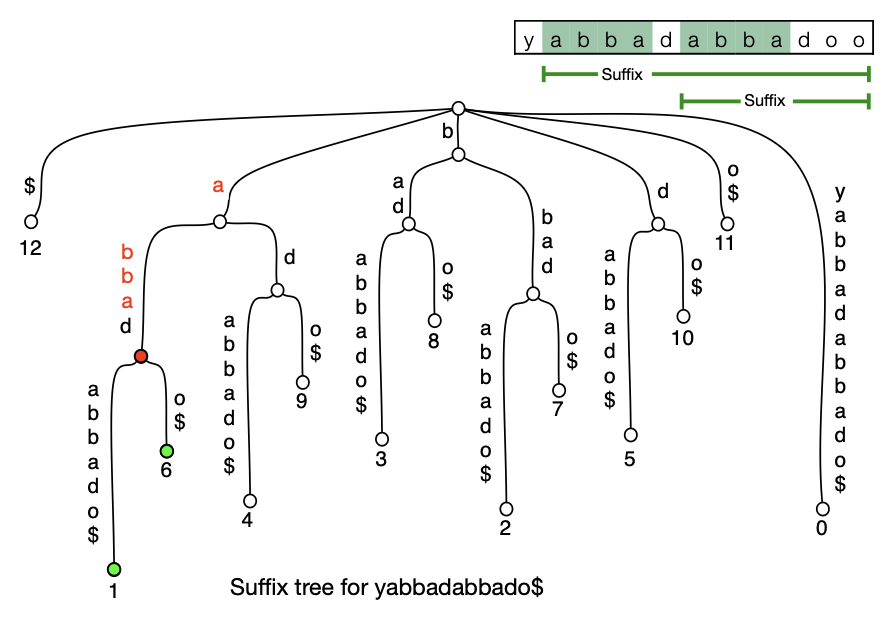 y a b b a d a b b a d o o
Suffix
Suffix
$
12
a
b b a d
a b b a d o $
1
o $
6
d
a b b a d o $
4
o $
9
b
a d
a b b a d o $
3
o $
8
b a d
a b b a d o $
2
o $
7
d
a b b a d o $
5
o $
10
o $
11
y a b b a d a b b a d o $
0
Suffix tree for yabbadabbado$